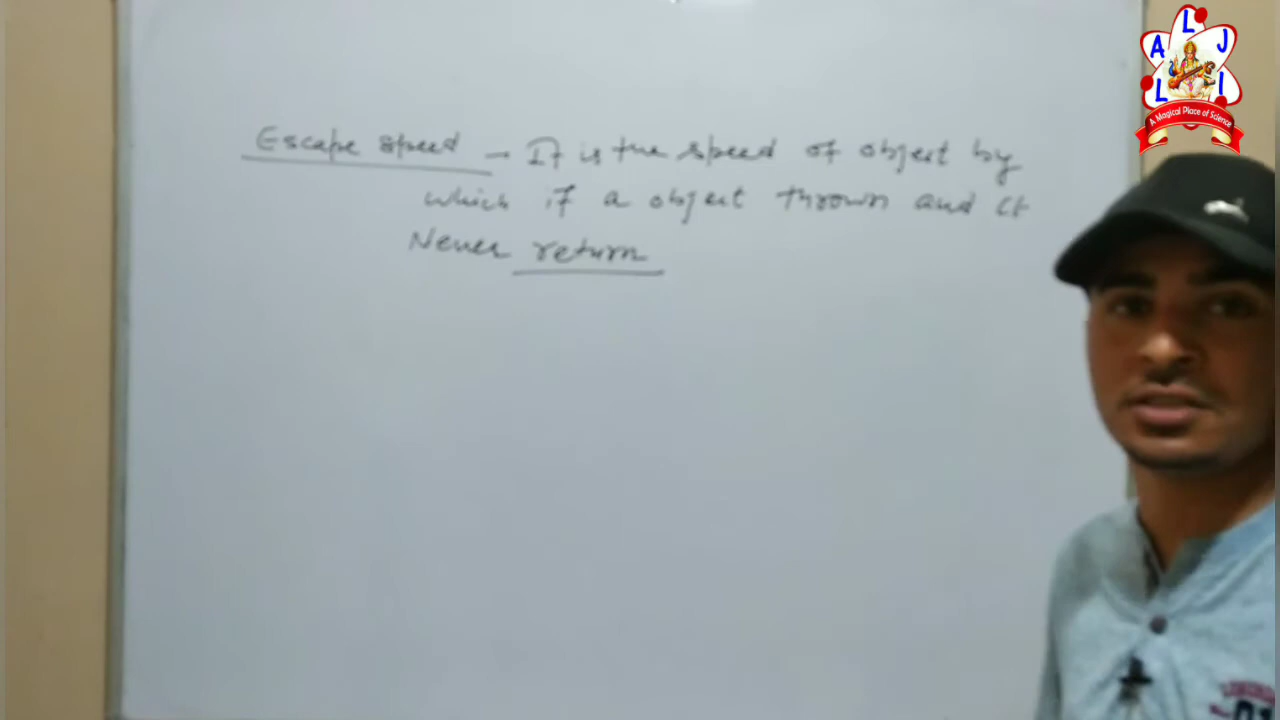 Escape speed - It is the speed of object by
which if a object thrown and it
Never return
A L J I L
A Magical Place of Science